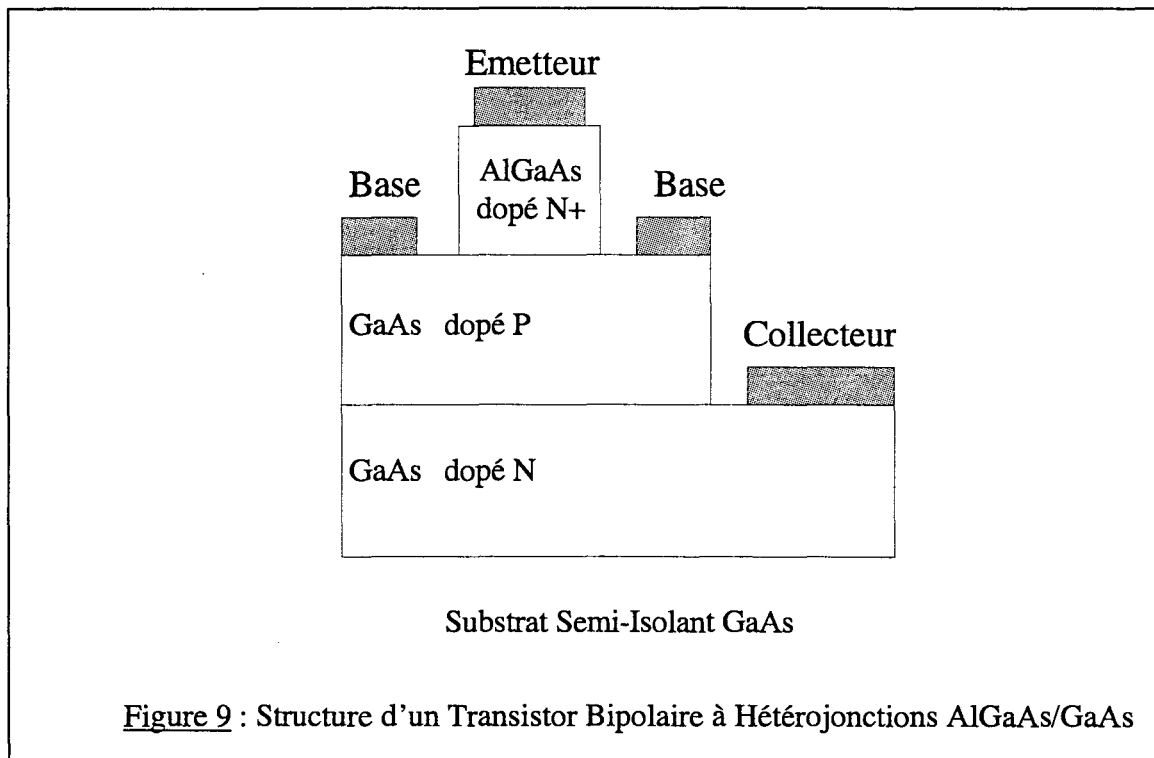 Emetteur
AlGaAs
dopé N+
Base
Base
GaAs dopé P
Collecteur
GaAs dopé N
Substrat Semi-Isolant GaAs
Figure 9 : Structure d'un Transistor Bipolaire à Hétérojonctions AlGaAs/GaAs